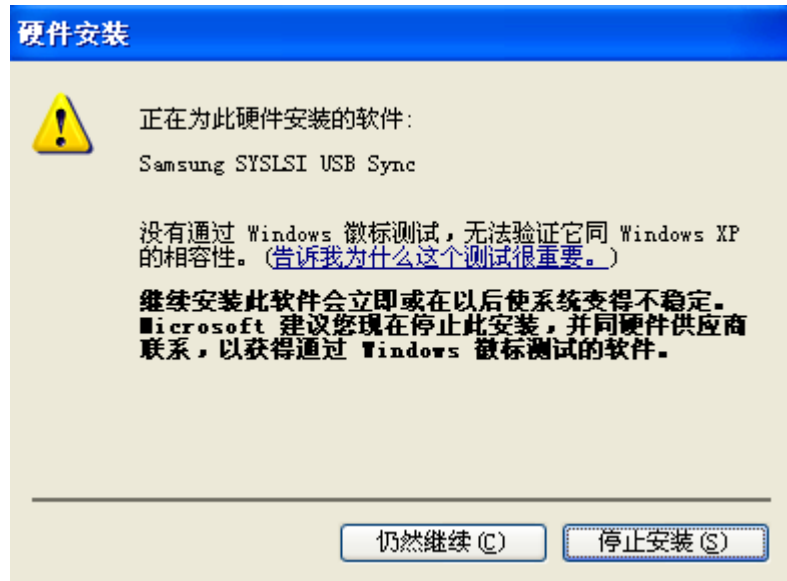 硬件安装
正在为此硬件安装的软件:
Samsung SYSLSI USB Sync
没有通过 Windows 徽标测试，无法验证它同 Windows XP
的相容性。(告诉我为什么这个测试很重要。)
继续安装此软件会立即或在以后使系统变得不稳定。
Microsoft 建议您现在停止此安装，并同硬件供应商
联系，以获得通过 Windows 徽标测试的软件。
仍然继续(C)
停止安装(S)